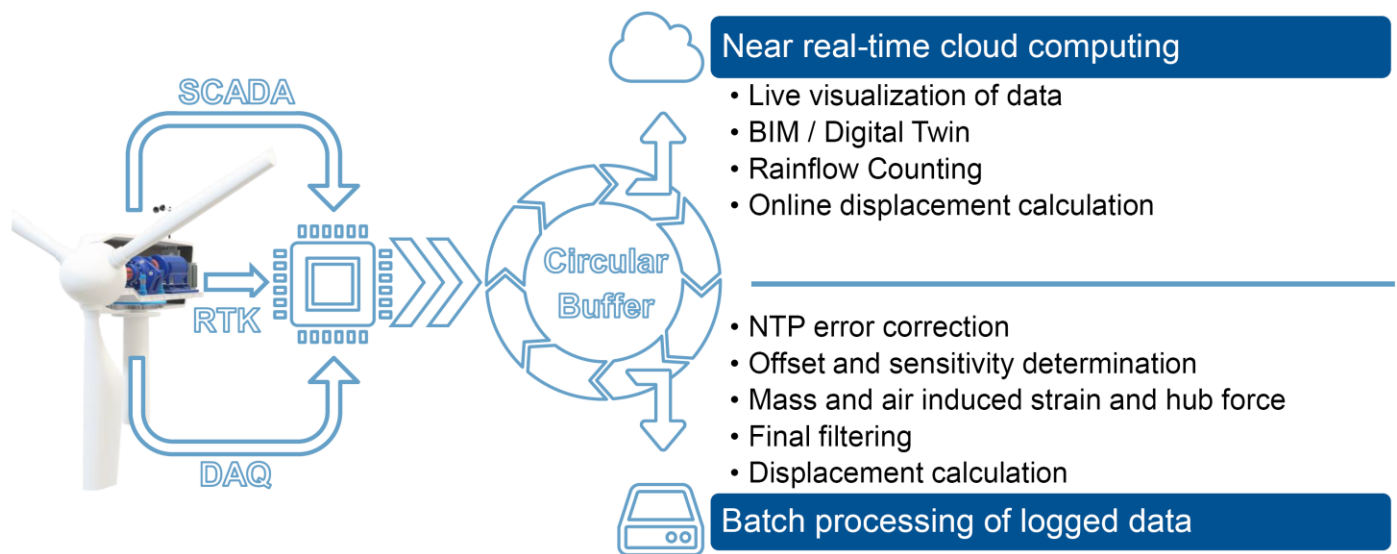 SCADA
RTK
DAQ
Circular
Buffer
Near real-time cloud computing
• Live visualization of data
• BIM / Digital Twin
• Rainflow Counting
• Online displacement calculation
• NTP error correction
• Offset and sensitivity determination
• Mass and air induced strain and hub force
• Final filtering
• Displacement calculation
Batch processing of logged data